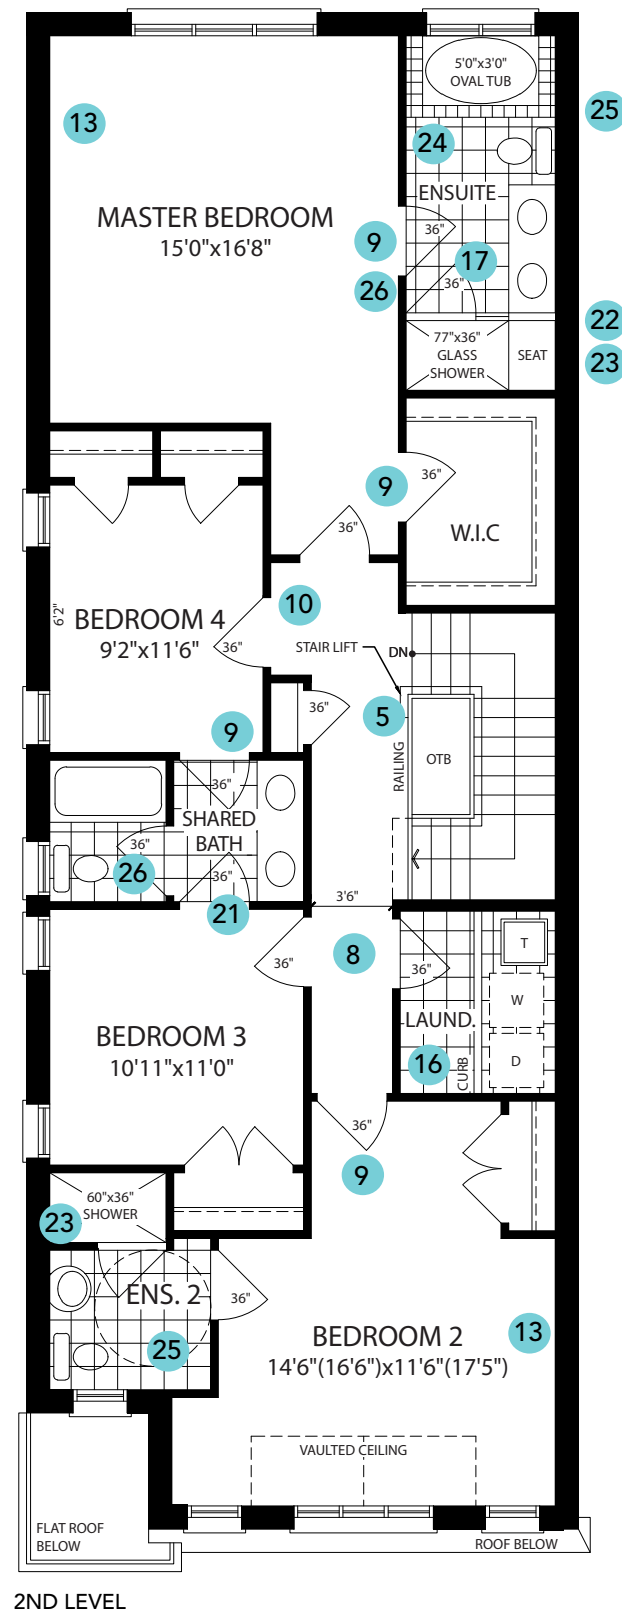 5'0"x3'0"
OVAL TUB
25
13
24
ENSUITE
MASTER BEDROOM
15'0"x16'8"
9
36"
17
26
36"
22
77"x36"
GLASS
SHOWER
SEAT
23
9
36"
W.I.C
36"
10
6'2"
BEDROOM 4
9'2"x11'6"
36"
STAIR LIFT
DN
36"
5
9
RAILING
OTB
36"
SHARED
BATH
36"
26
36"
21
3'6"
8
36"
36"
T
W
LAUND.
BEDROOM 3
10'11"x11'0"
16
CURB
D
36"
9
60"x36"
SHOWER
23
ENS. 2
36"
25
BEDROOM 2
13
14'6"(16'6")x11'6"(17'5")
VAULTED CEILING
FLAT ROOF
BELOW
ROOF BELOW
2ND LEVEL